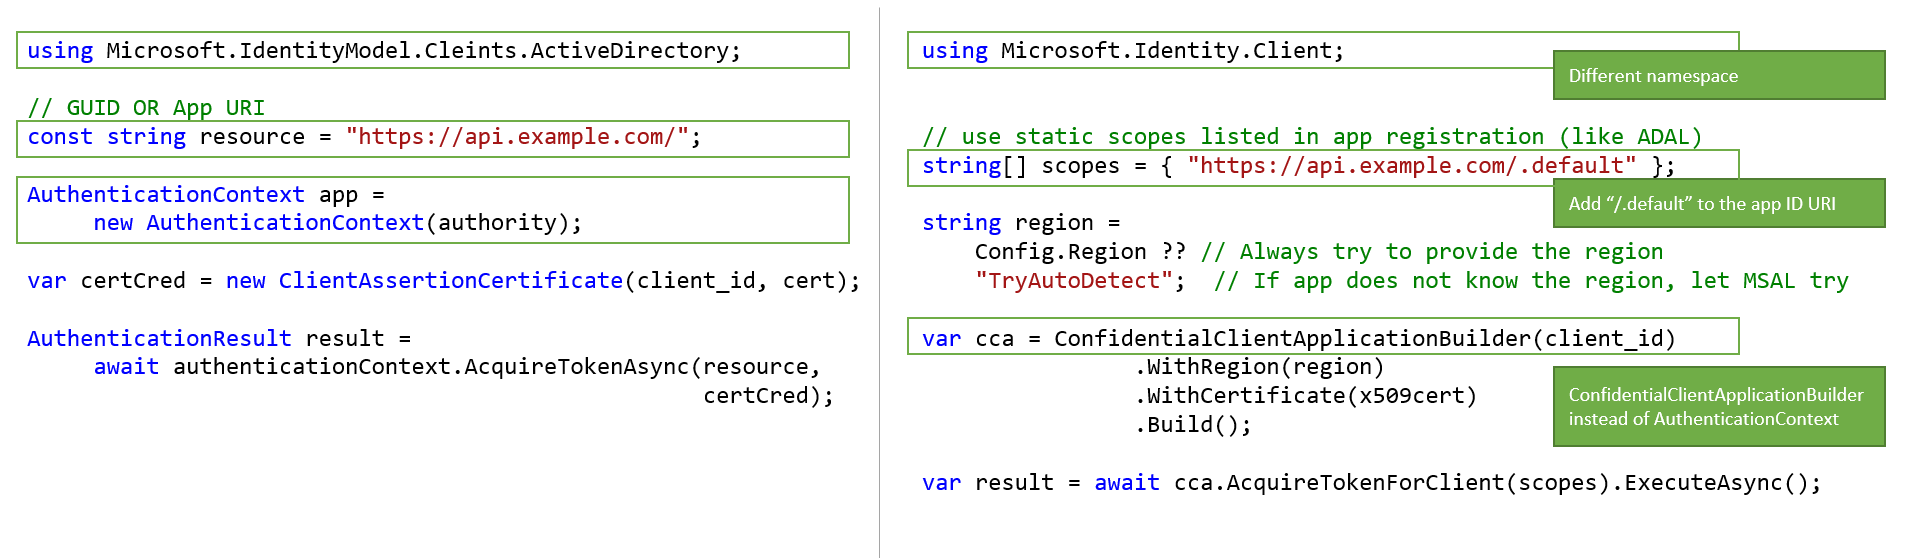 using Microsoft.IdentityModel.Cleints.ActiveDirectory;
// GUID OR App URI
const string resource = "https://api.example.com/";
AuthenticationContext app =
new AuthenticationContext(authority);
var certCred = new ClientAssertionCertificate(client_id, cert);
AuthenticationResult result =
await authenticationContext.AcquireTokenAsync(resource,
certCred);
using Microsoft.Identity.Client;
Different namespace
// use static scopes listed in app registration (like ADAL)
string[] scopes = { "https://api.example.com/.default" };
Add “/.default” to the app ID URI
string region =
Config.Region ?? // Always try to provide the region
"TryAutoDetect";  // If app does not know the region, let MSAL try
var cca = ConfidentialClientApplicationBuilder(client_id)
.WithRegion(region)
.WithCertificate(x509cert)
.Build();
ConfidentialClientApplicationBuilder
instead of AuthenticationContext
var result = await cca.AcquireTokenForClient(scopes).ExecuteAsync();